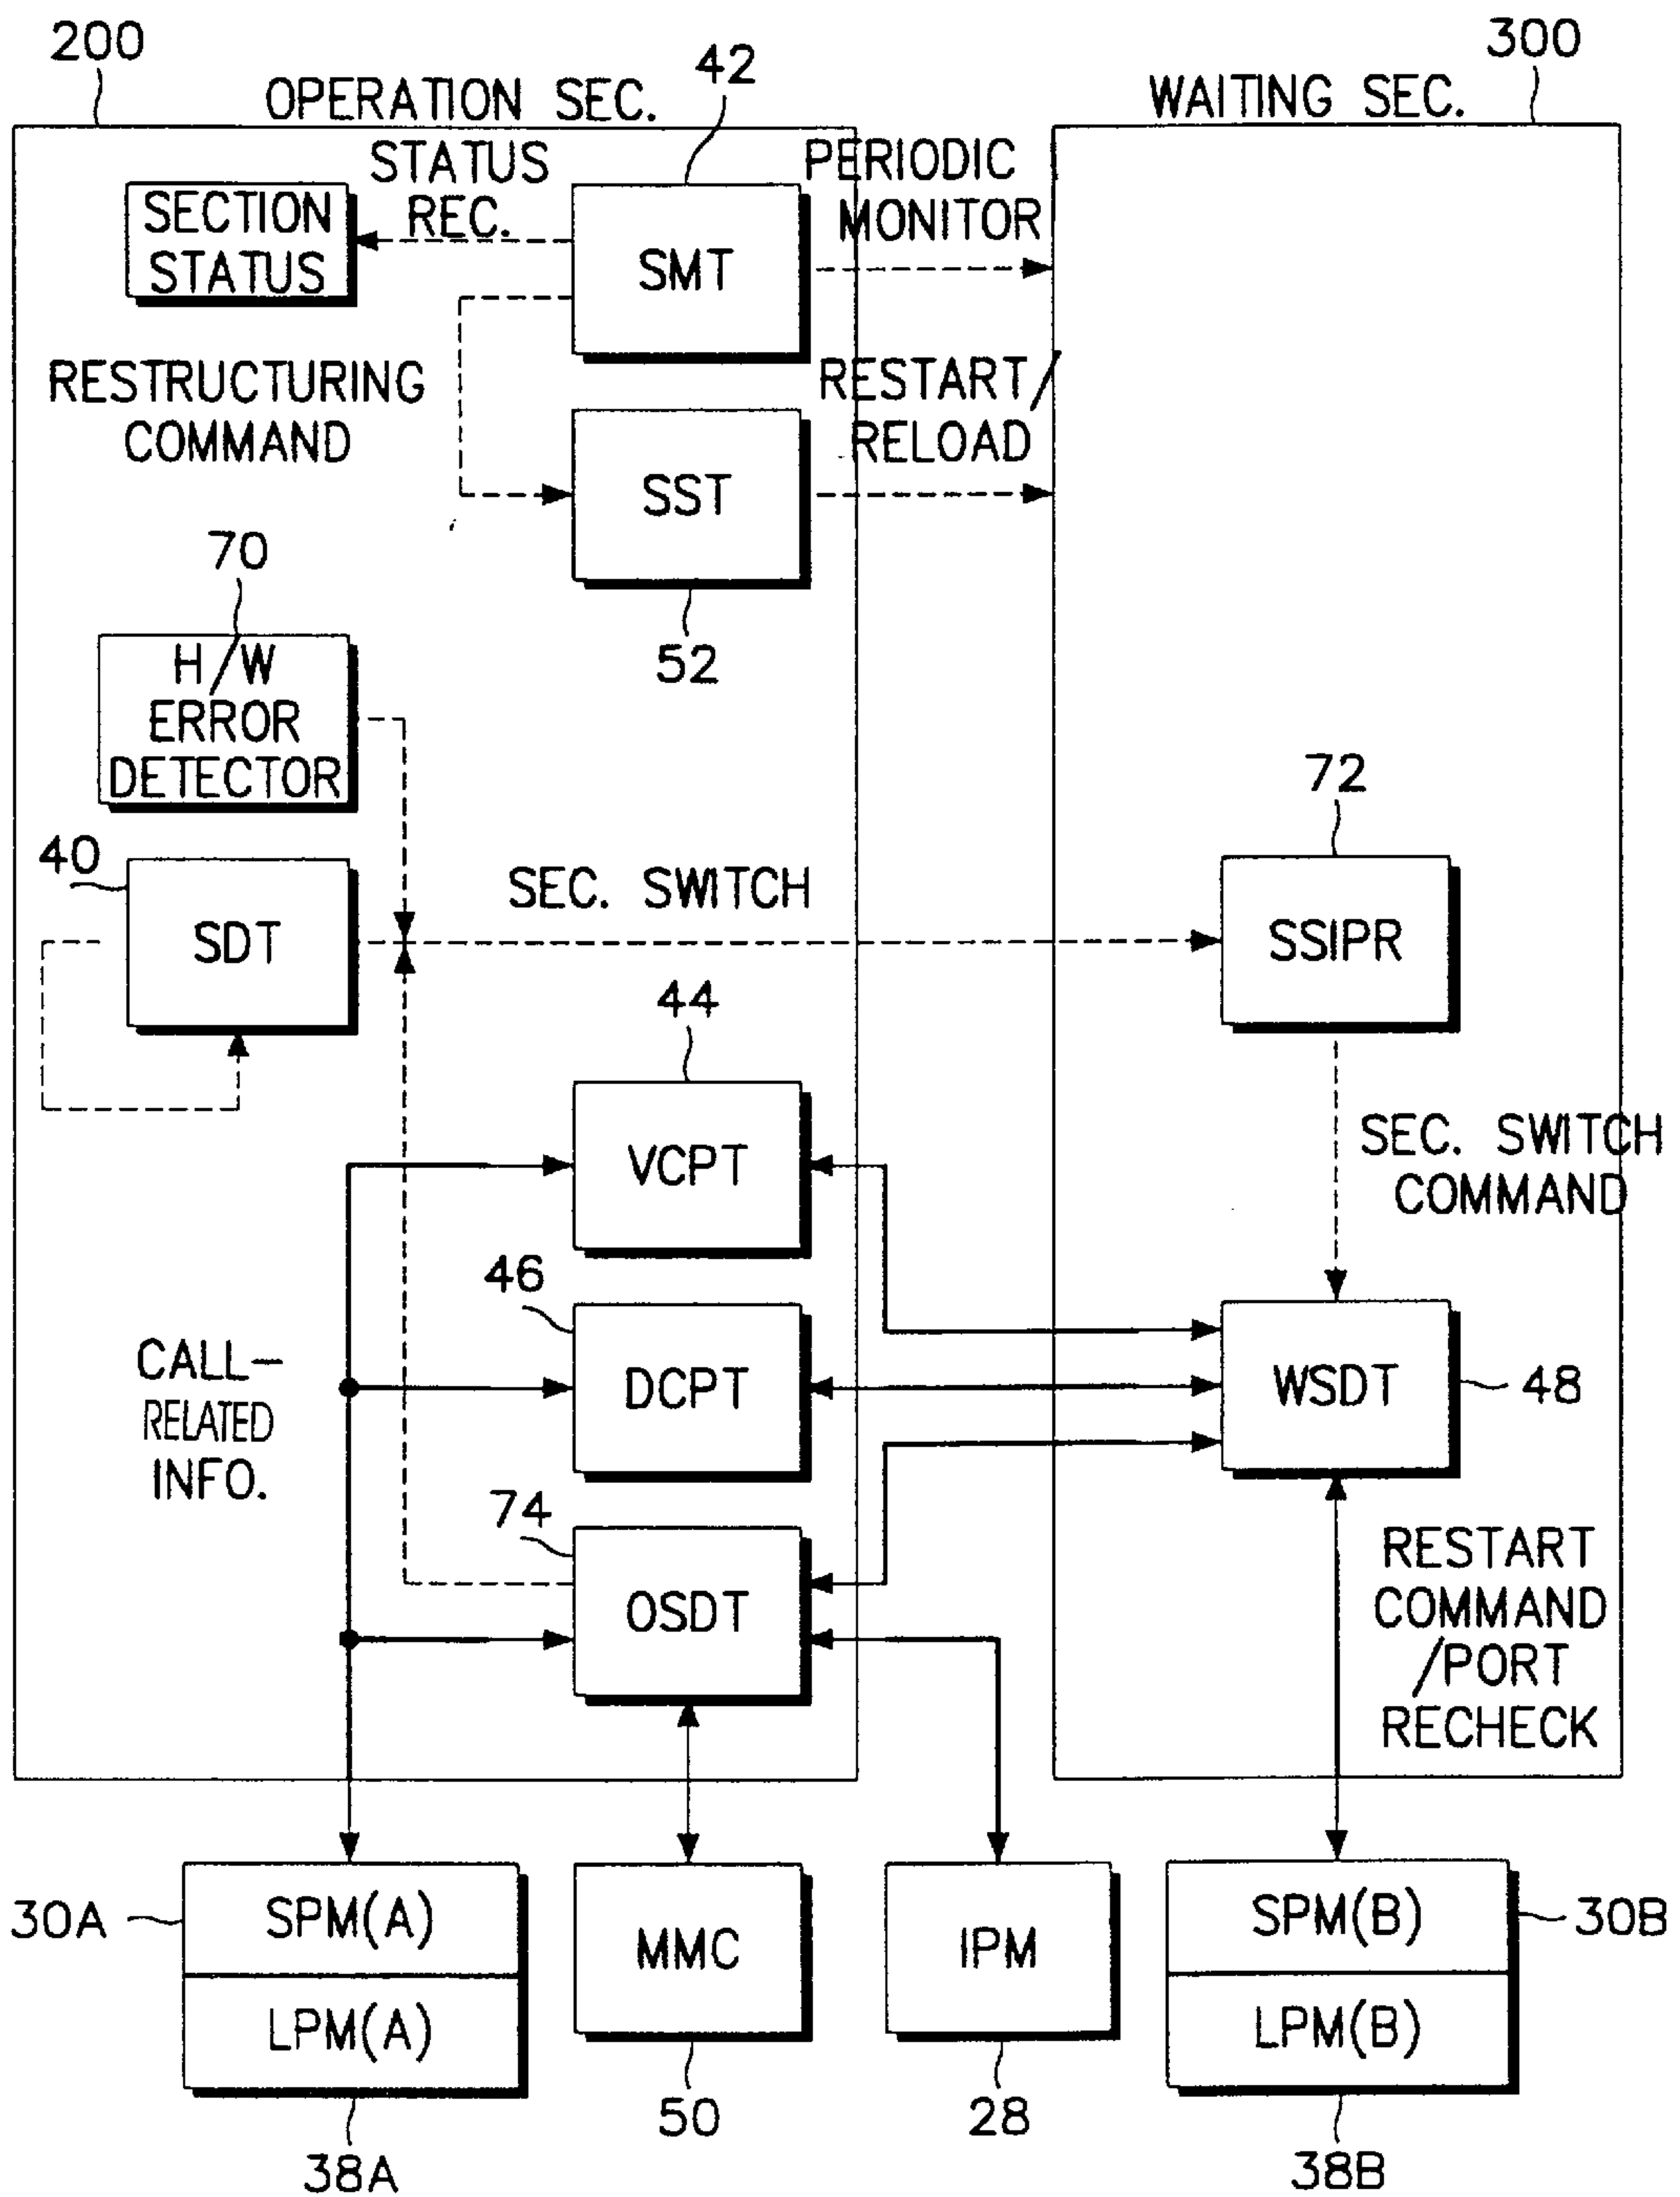 200
OPERATION SEC.
42
WAITING SEC.
300
SECTION
STATUS
STATUS
REC.
SMT
PERIODIC
MONITOR
RESTRUCTURING
COMMAND
SST
RESTART/
RELOAD
52
70
H/W
ERROR
DETECTOR
40
SDT
SEC. SWITCH
72
SSIPR
44
VCPT
SEC. SWITCH
COMMAND
46
DCPT
WSDT
48
CALL-
RELATED
INFO.
74
OSDT
RESTART
COMMAND
/PORT
RECHECK
30A
SPM(A)
LPM(A)
38A
MMC
50
IPM
28
SPM(B)
30B
LPM(B)
38B